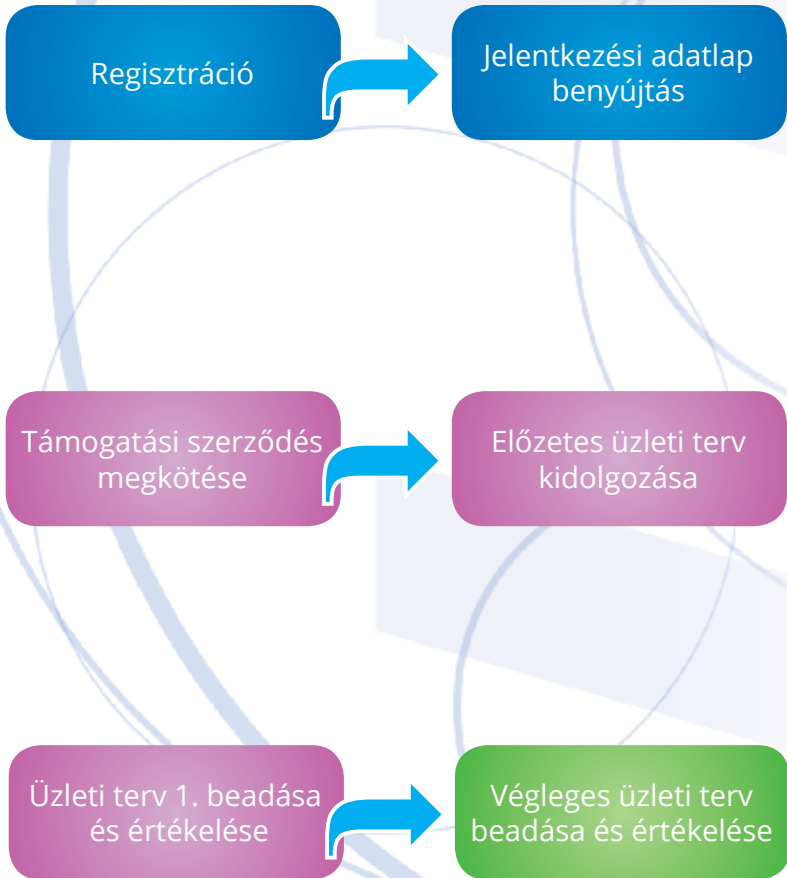 Regisztráció
Jelentkezési adatlap
benyújtás
Támogatási szerződés
megkötése
Előzetes üzleti terv
kidolgozása
Üzleti terv 1. beadása
és értékelése
Végleges üzleti terv
beadása és értékelése